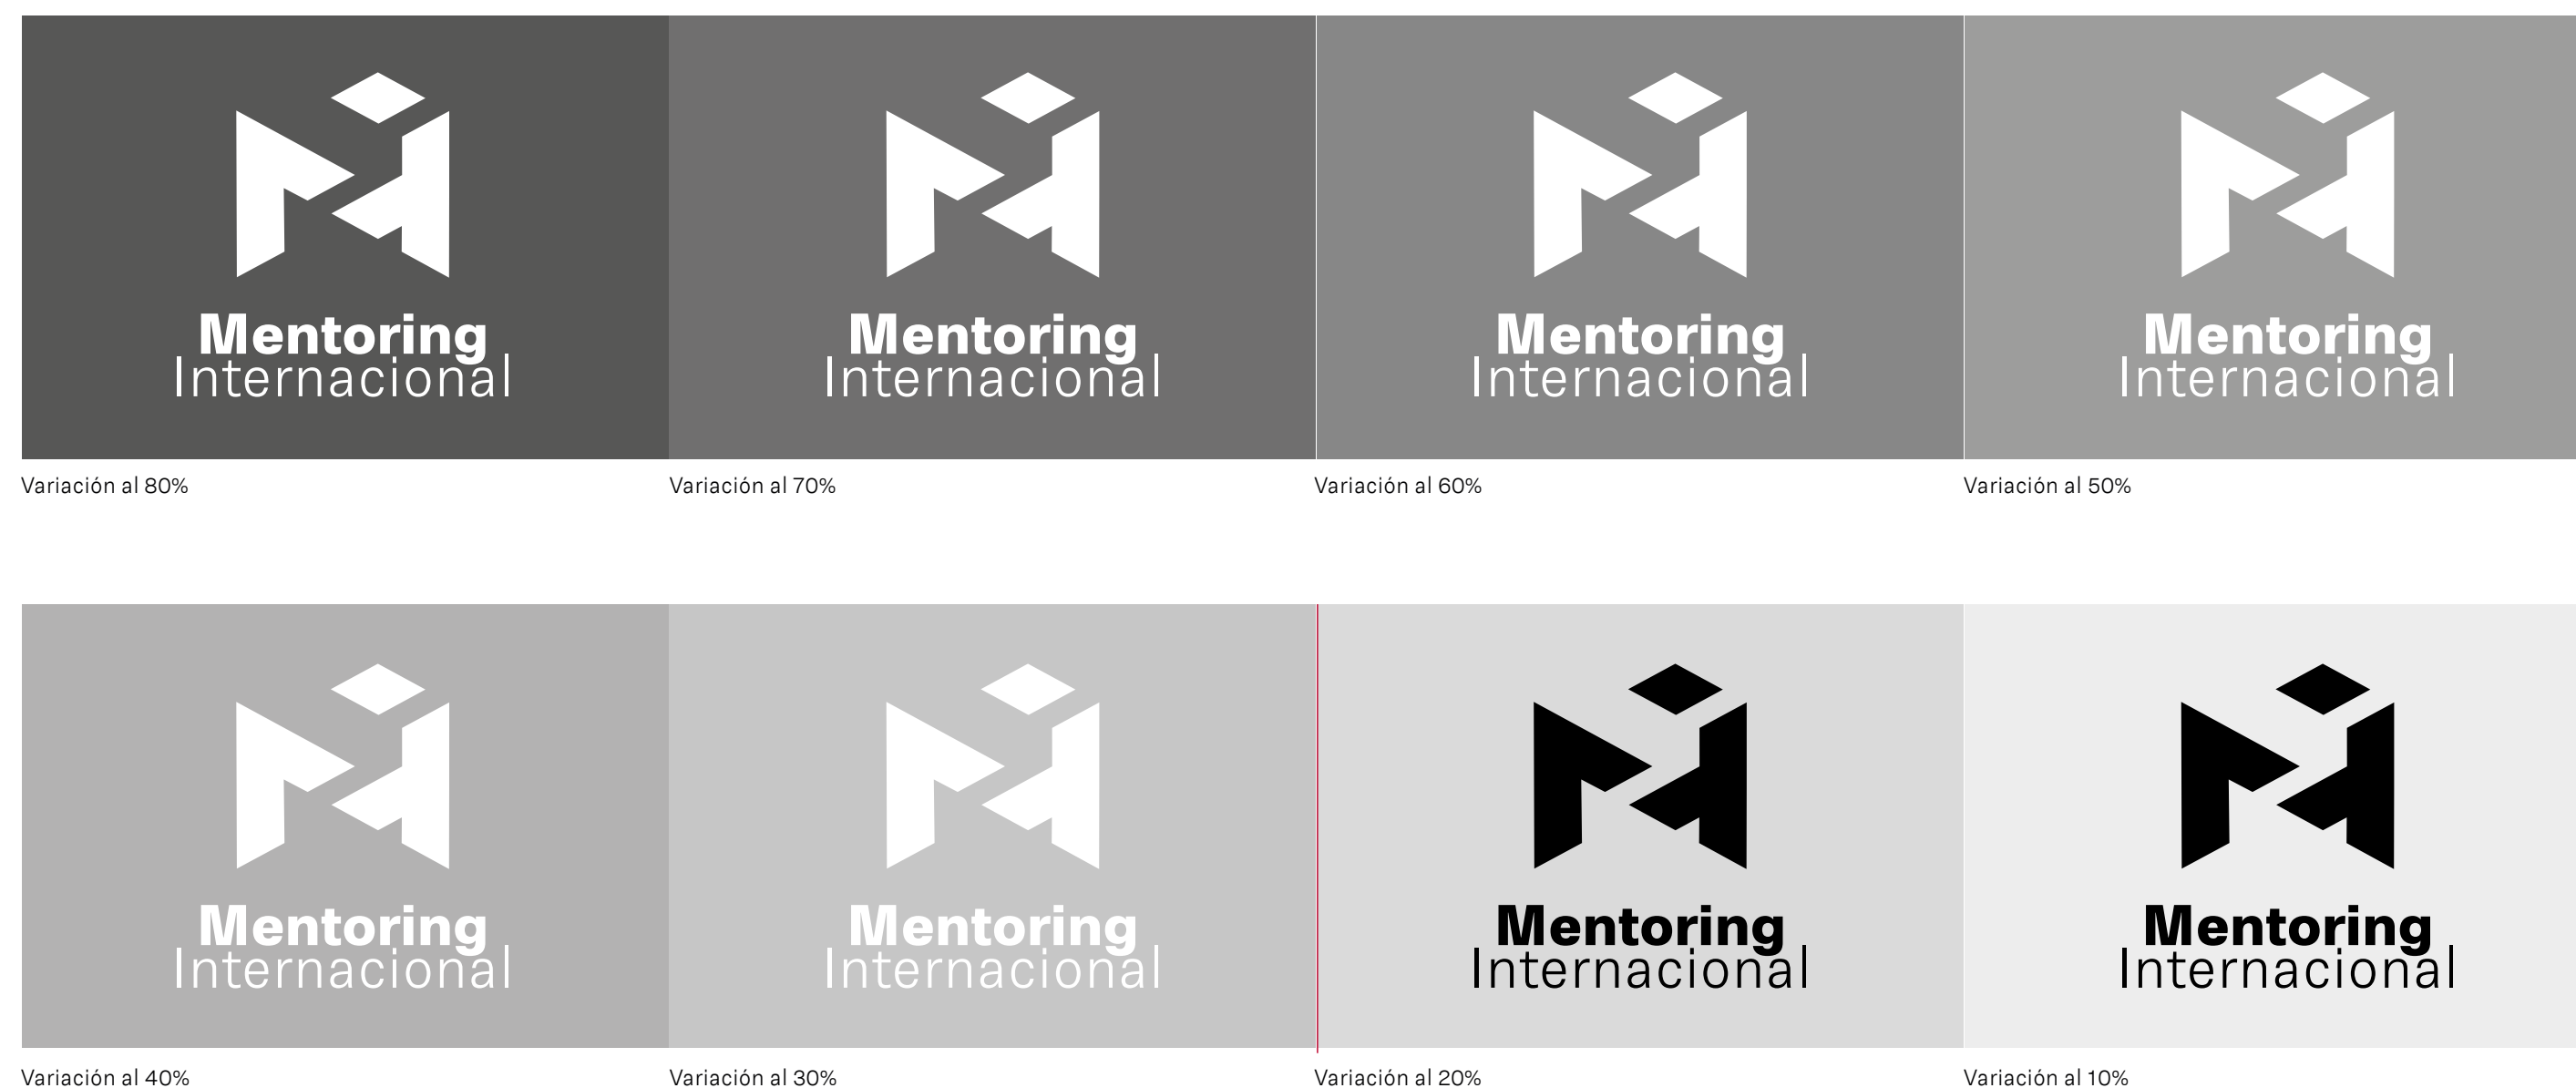 Mentoring
Internacional
Mentoring
Internacional
Mentoring
Internacional
Mentoring
Internacional
Variación al 80%
Variación al 70%
Variación al 60%
Variación al 50%
Mentoring
Internacional
Mentoring
Internacional
Mentoring
Internacional
Mentoring
Internacional
Variación al 40%
Variación al 30%
Variación al 20%
Variación al 10%